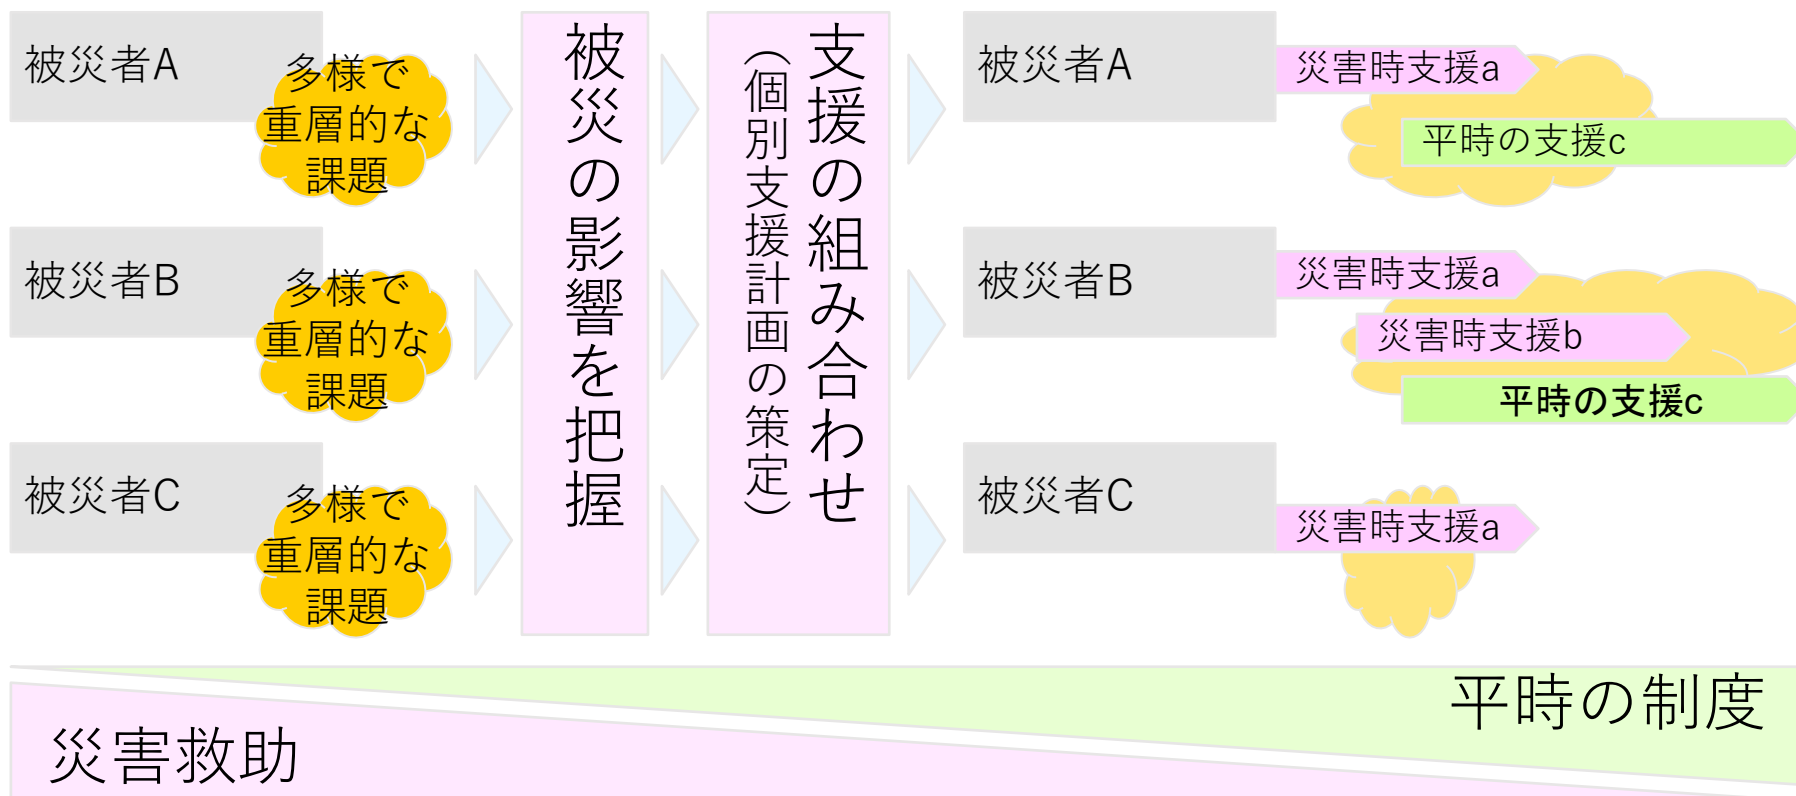 被災者A
多様で
重層的な
課題
被災者B
多様で
重層的な
課題
被災者C
多様で
重層的な
課題
被災の影響を把握
支援の組み合わせ
（個別支援計画の策定）
被災者A
災害時支援a
平時の支援c
被災者B
災害時支援a
災害時支援b
平時の支援c
被災者C
災害時支援a
平時の制度
災害救助